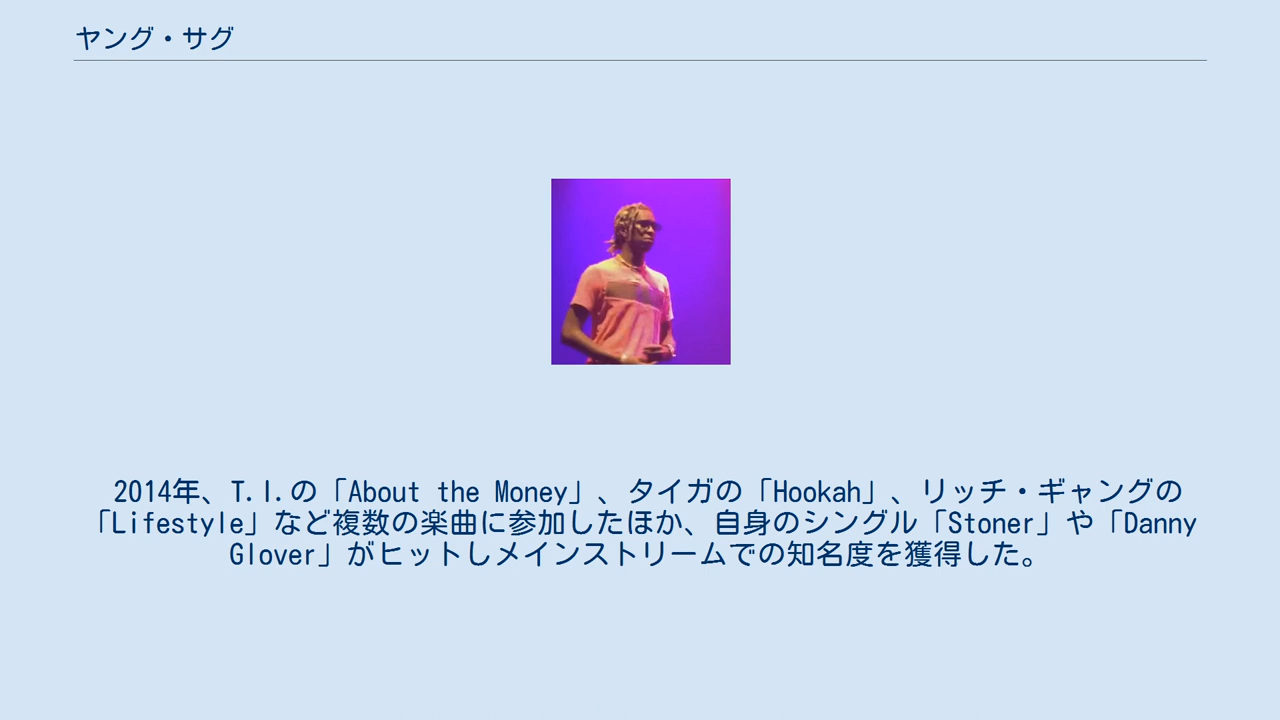 ヤング・サグ
2014年、T.I.の「About the Money」、タイガの「Hookah」、リッチ・ギャングの
「Lifestyle」など複数の楽曲に参加したほか、自身のシングル「Stoner」や「Danny
Glover」がヒットしメインストリームでの知名度を獲得した。